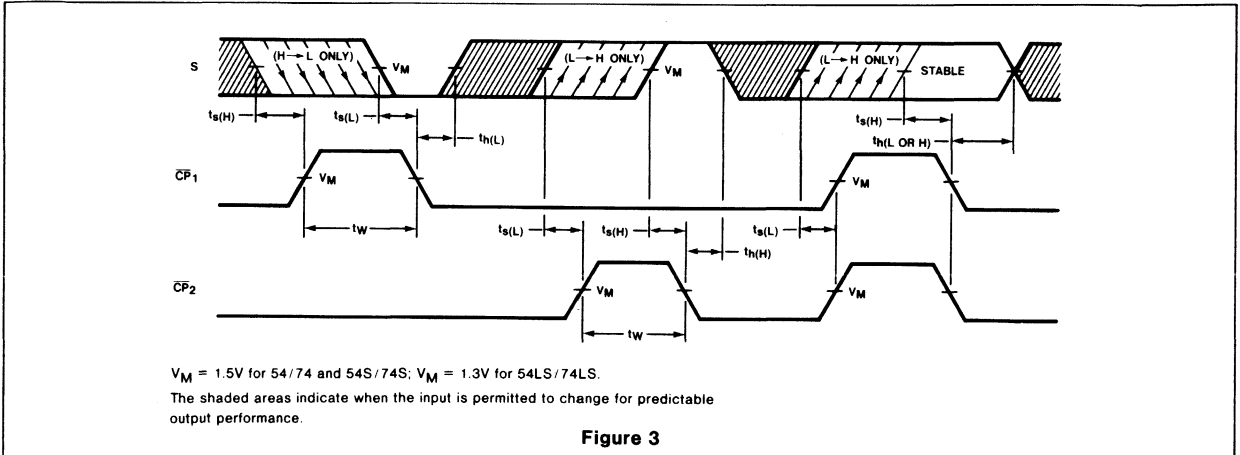 (H→L ONLY)
(L→H ONLY)
(L→H ONLY)
S
VM
VM
STABLE
ts(H)
ts(L)
th(L)
ts(H)
th(L OR H)
CP1
VM
VM
tw
ts(L)
ts(H)
th(H)
ts(L)
CP2
VM
VM
tw
VM = 1.5V for 54/74 and 54S/74S; VM = 1.3V for 54LS/74LS.
The shaded areas indicate when the input is permitted to change for predictable
output performance.
Figure 3